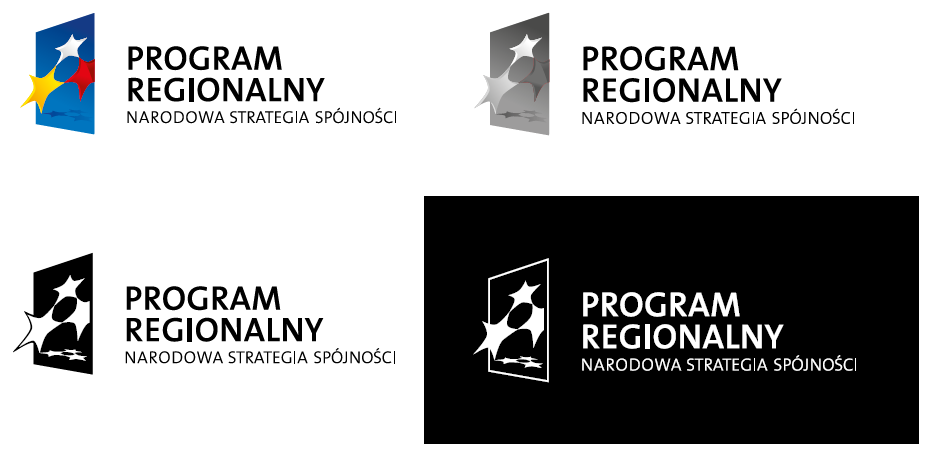 PROGRAM
REGIONALNY
NARODOWA STRATEGIA SPÓJNOŚCI
PROGRAM
REGIONALNY
NARODOWA STRATEGIA SPÓJNOŚCI
PROGRAM
REGIONALNY
NARODOWA STRATEGIA SPÓJNOŚCI
PROGRAM
REGIONALNY
NARODOWA STRATEGIA SPÓJNOŚCI